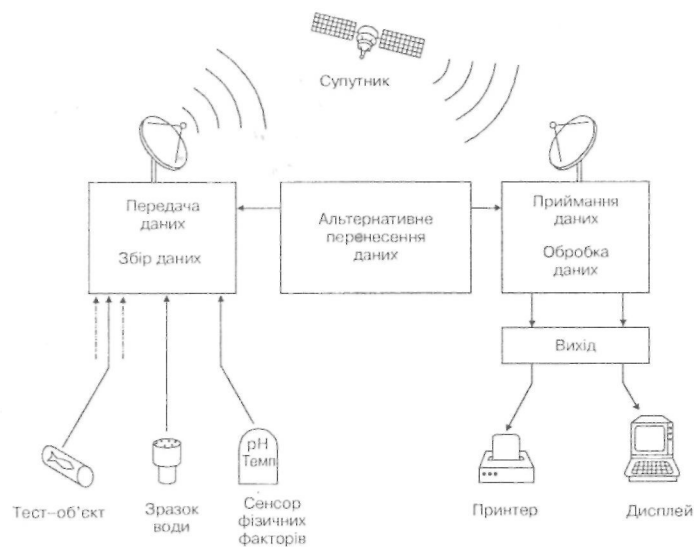 Супутник
Передача
даних
Збір даних
Альтернативне
перенесення
даних
Приймання
даних
Обробка
даних
Вихід
рН
Темп
Тест–об'єкт
Зразок
води
Сенсор
фізичних
факторів
Принтер
Дисплей